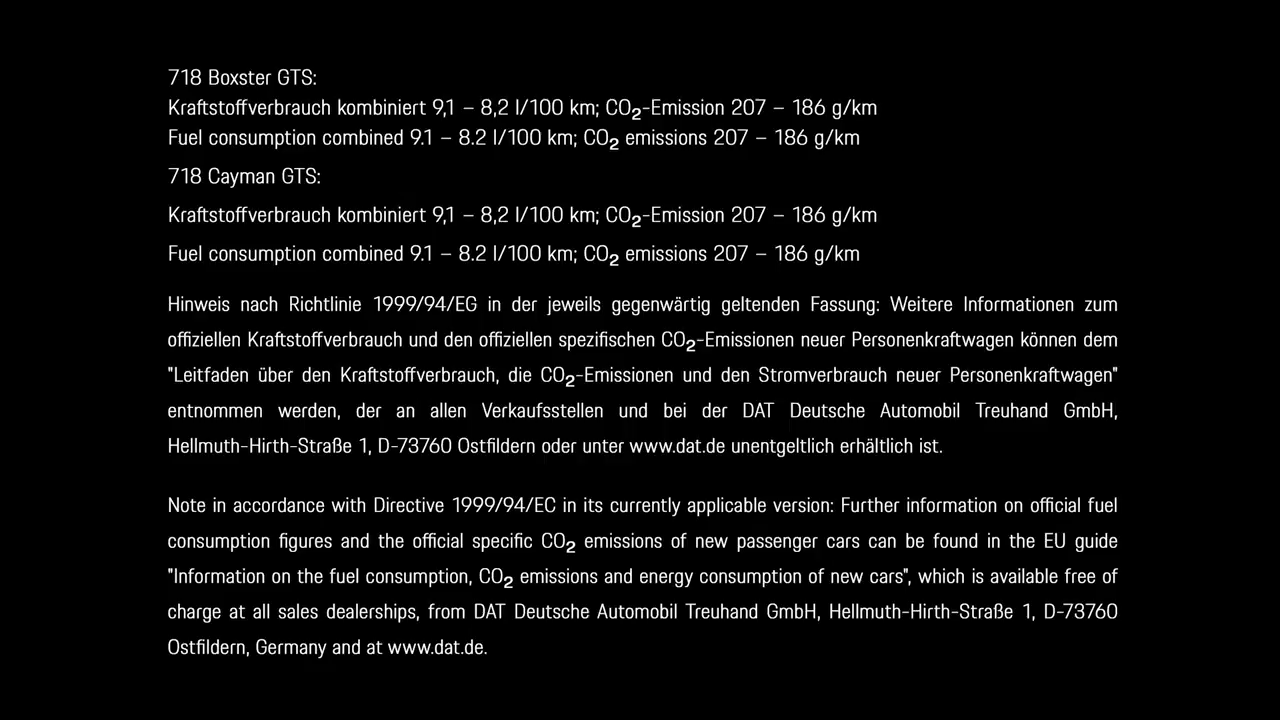 718 Boxster GTS:
Kraftstoffverbrauch kombiniert 9,1 – 8,2 l/100 km; CO₂-Emission 207 – 186 g/km
Fuel consumption combined 9.1 – 8.2 l/100 km; CO₂ emissions 207 – 186 g/km
718 Cayman GTS:
Kraftstoffverbrauch kombiniert 9,1 – 8,2 l/100 km; CO₂-Emission 207 – 186 g/km
Fuel consumption combined 9.1 – 8.2 l/100 km; CO₂ emissions 207 – 186 g/km
Hinweis nach Richtlinie 1999/94/EG in der jeweils gegenwärtig geltenden Fassung: Weitere Informationen zum
offiziellen Kraftstoffverbrauch und den offiziellen spezifischen CO₂-Emissionen neuer Personenkraftwagen können dem
"Leitfaden über den Kraftstoffverbrauch, die CO₂-Emissionen und den Stromverbrauch neuer Personenkraftwagen"
entnommen werden, der an allen Verkaufsstellen und bei der DAT Deutsche Automobil Treuhand GmbH,
Hellmuth-Hirth-Straße 1, D-73760 Ostfildern oder unter www.dat.de unentgeltlich erhältlich ist.
Note in accordance with Directive 1999/94/EC in its currently applicable version: Further information on official fuel
consumption figures and the official specific CO₂ emissions of new passenger cars can be found in the EU guide
"Information on the fuel consumption, CO₂ emissions and energy consumption of new cars", which is available free of
charge at all sales dealerships, from DAT Deutsche Automobil Treuhand GmbH, Hellmuth-Hirth-Straße 1, D-73760
Ostfildern, Germany and at www.dat.de.